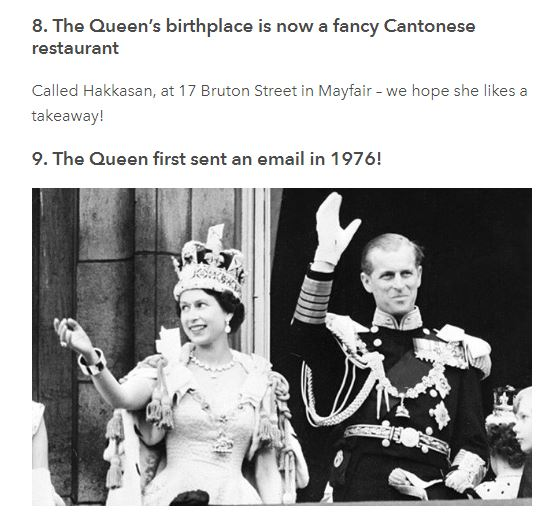 8. The Queen’s birthplace is now a fancy Cantonese
restaurant
Called Hakkasan, at 17 Bruton Street in Mayfair – we hope she likes a
takeaway!
9. The Queen first sent an email in 1976!